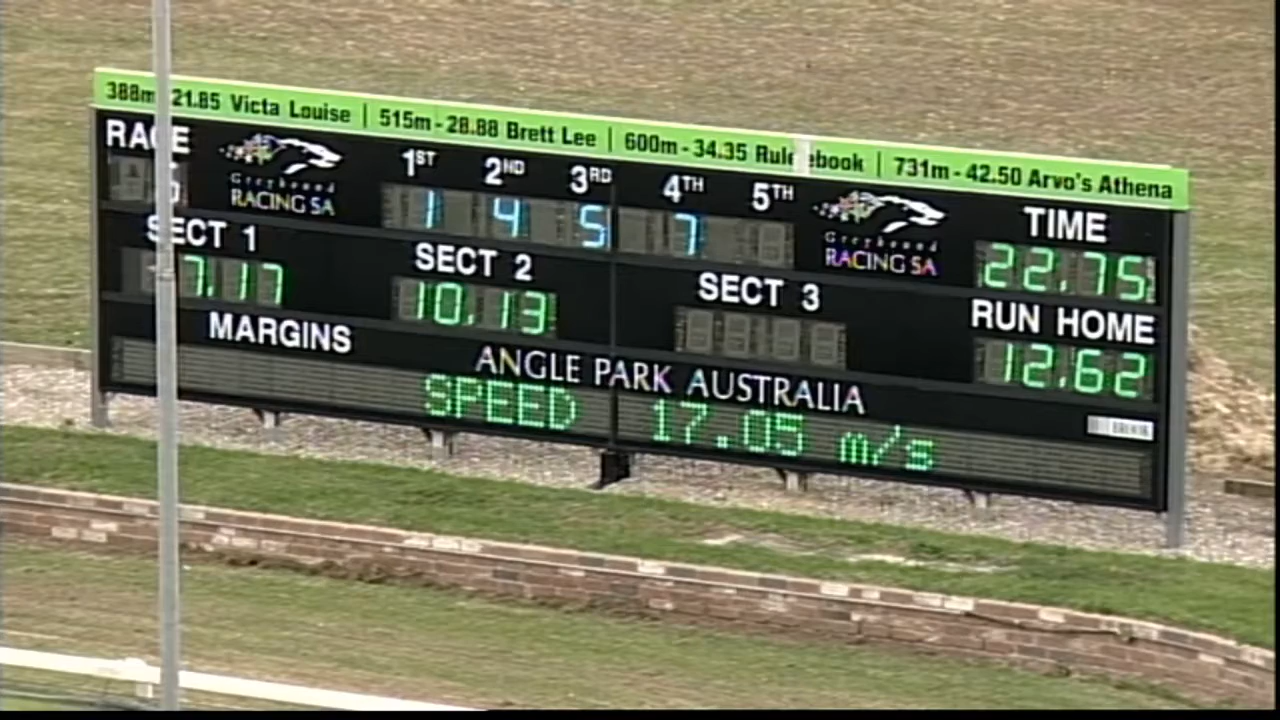 388m 21.85 Victa Louise | 515m - 28.88 Brett Lee | 600m - 34.35 Rule book | 731m - 42.50 Arvo's Athena
RACE
1ST 2ND 3RD 4TH 5TH
TIME
Greyhound
RACING SA
1 4 5 7
Greyhound
RACING SA
22.75
SECT 1
SECT 2
SECT 3
RUN HOME
7.17
10.13
12.62
MARGINS
ANGLE PARK AUSTRALIA
SPEED 17.05 m/s